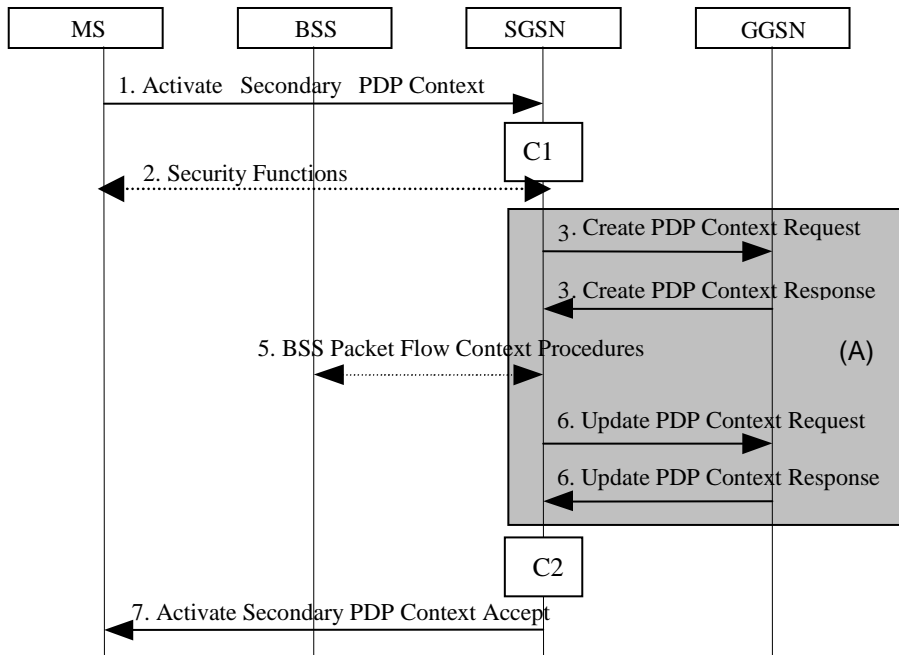 MS BSS SGSN GGSN
1. Activate Secondary PDP Context
C1
2. Security Functions
3. Create PDP Context Request
3. Create PDP Context Response
5. BSS Packet Flow Context Procedures
(A)
6. Update PDP Context Request
6. Update PDP Context Response
C2
7. Activate Secondary PDP Context Accept